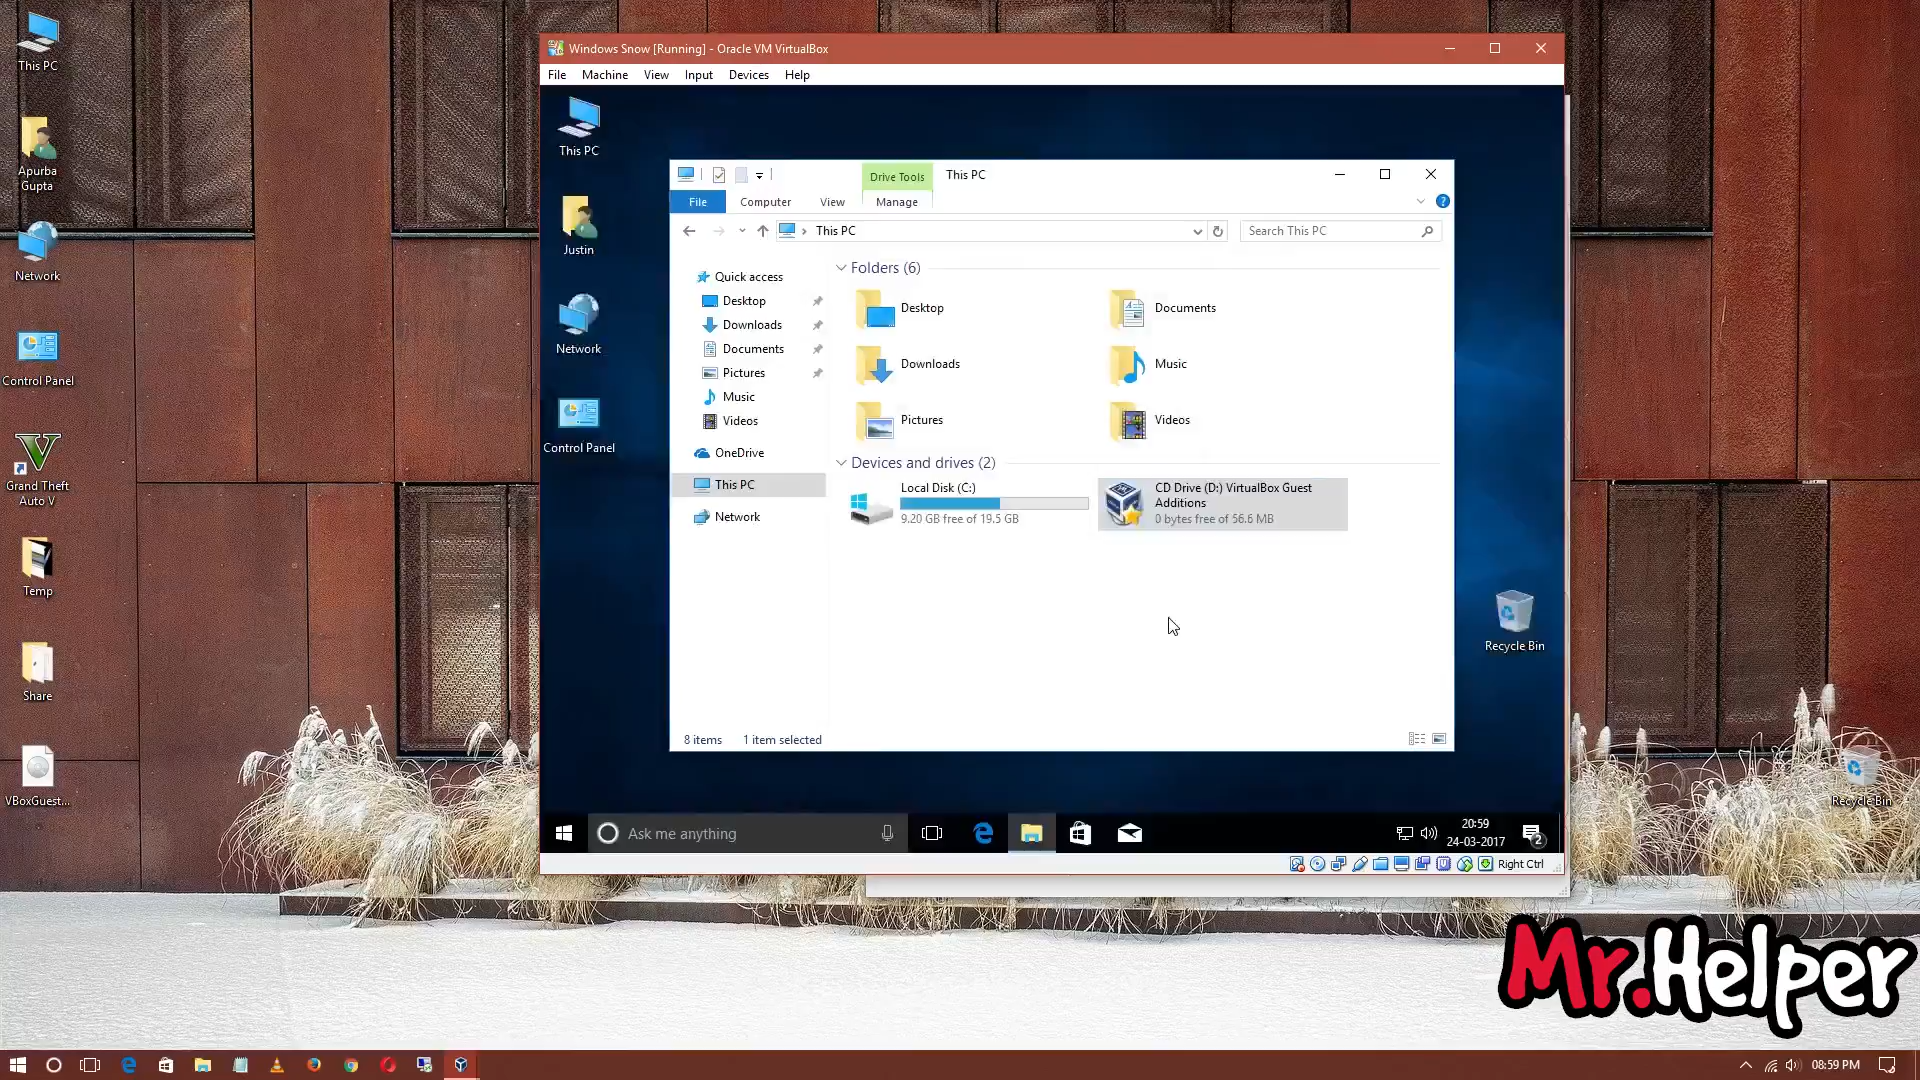 This PC
Apurba
Gupta
Network
Control Panel
Grand Theft
Auto V
Temp
Share
VBoxGuest...
Windows Snow [Running] - Oracle VM VirtualBox
File
Machine
View
Input
Devices
Help
This PC
Justin
Network
Control Panel
Drive Tools
This PC
File
Computer
View
Manage
This PC
Search This PC
Quick access
Desktop
Downloads
Documents
Pictures
Music
Videos
OneDrive
This PC
Network
Folders (6)
Desktop
Documents
Downloads
Music
Pictures
Videos
Devices and drives (2)
Local Disk (C:)
9.20 GB free of 19.5 GB
CD Drive (D:) VirtualBox Guest
Additions
0 bytes free of 56.6 MB
8 items
1 item selected
Recycle Bin
Ask me anything
20:59
24-03-2017
2
Right Ctrl
Recycle Bin
Mr.Helper
08:59 PM